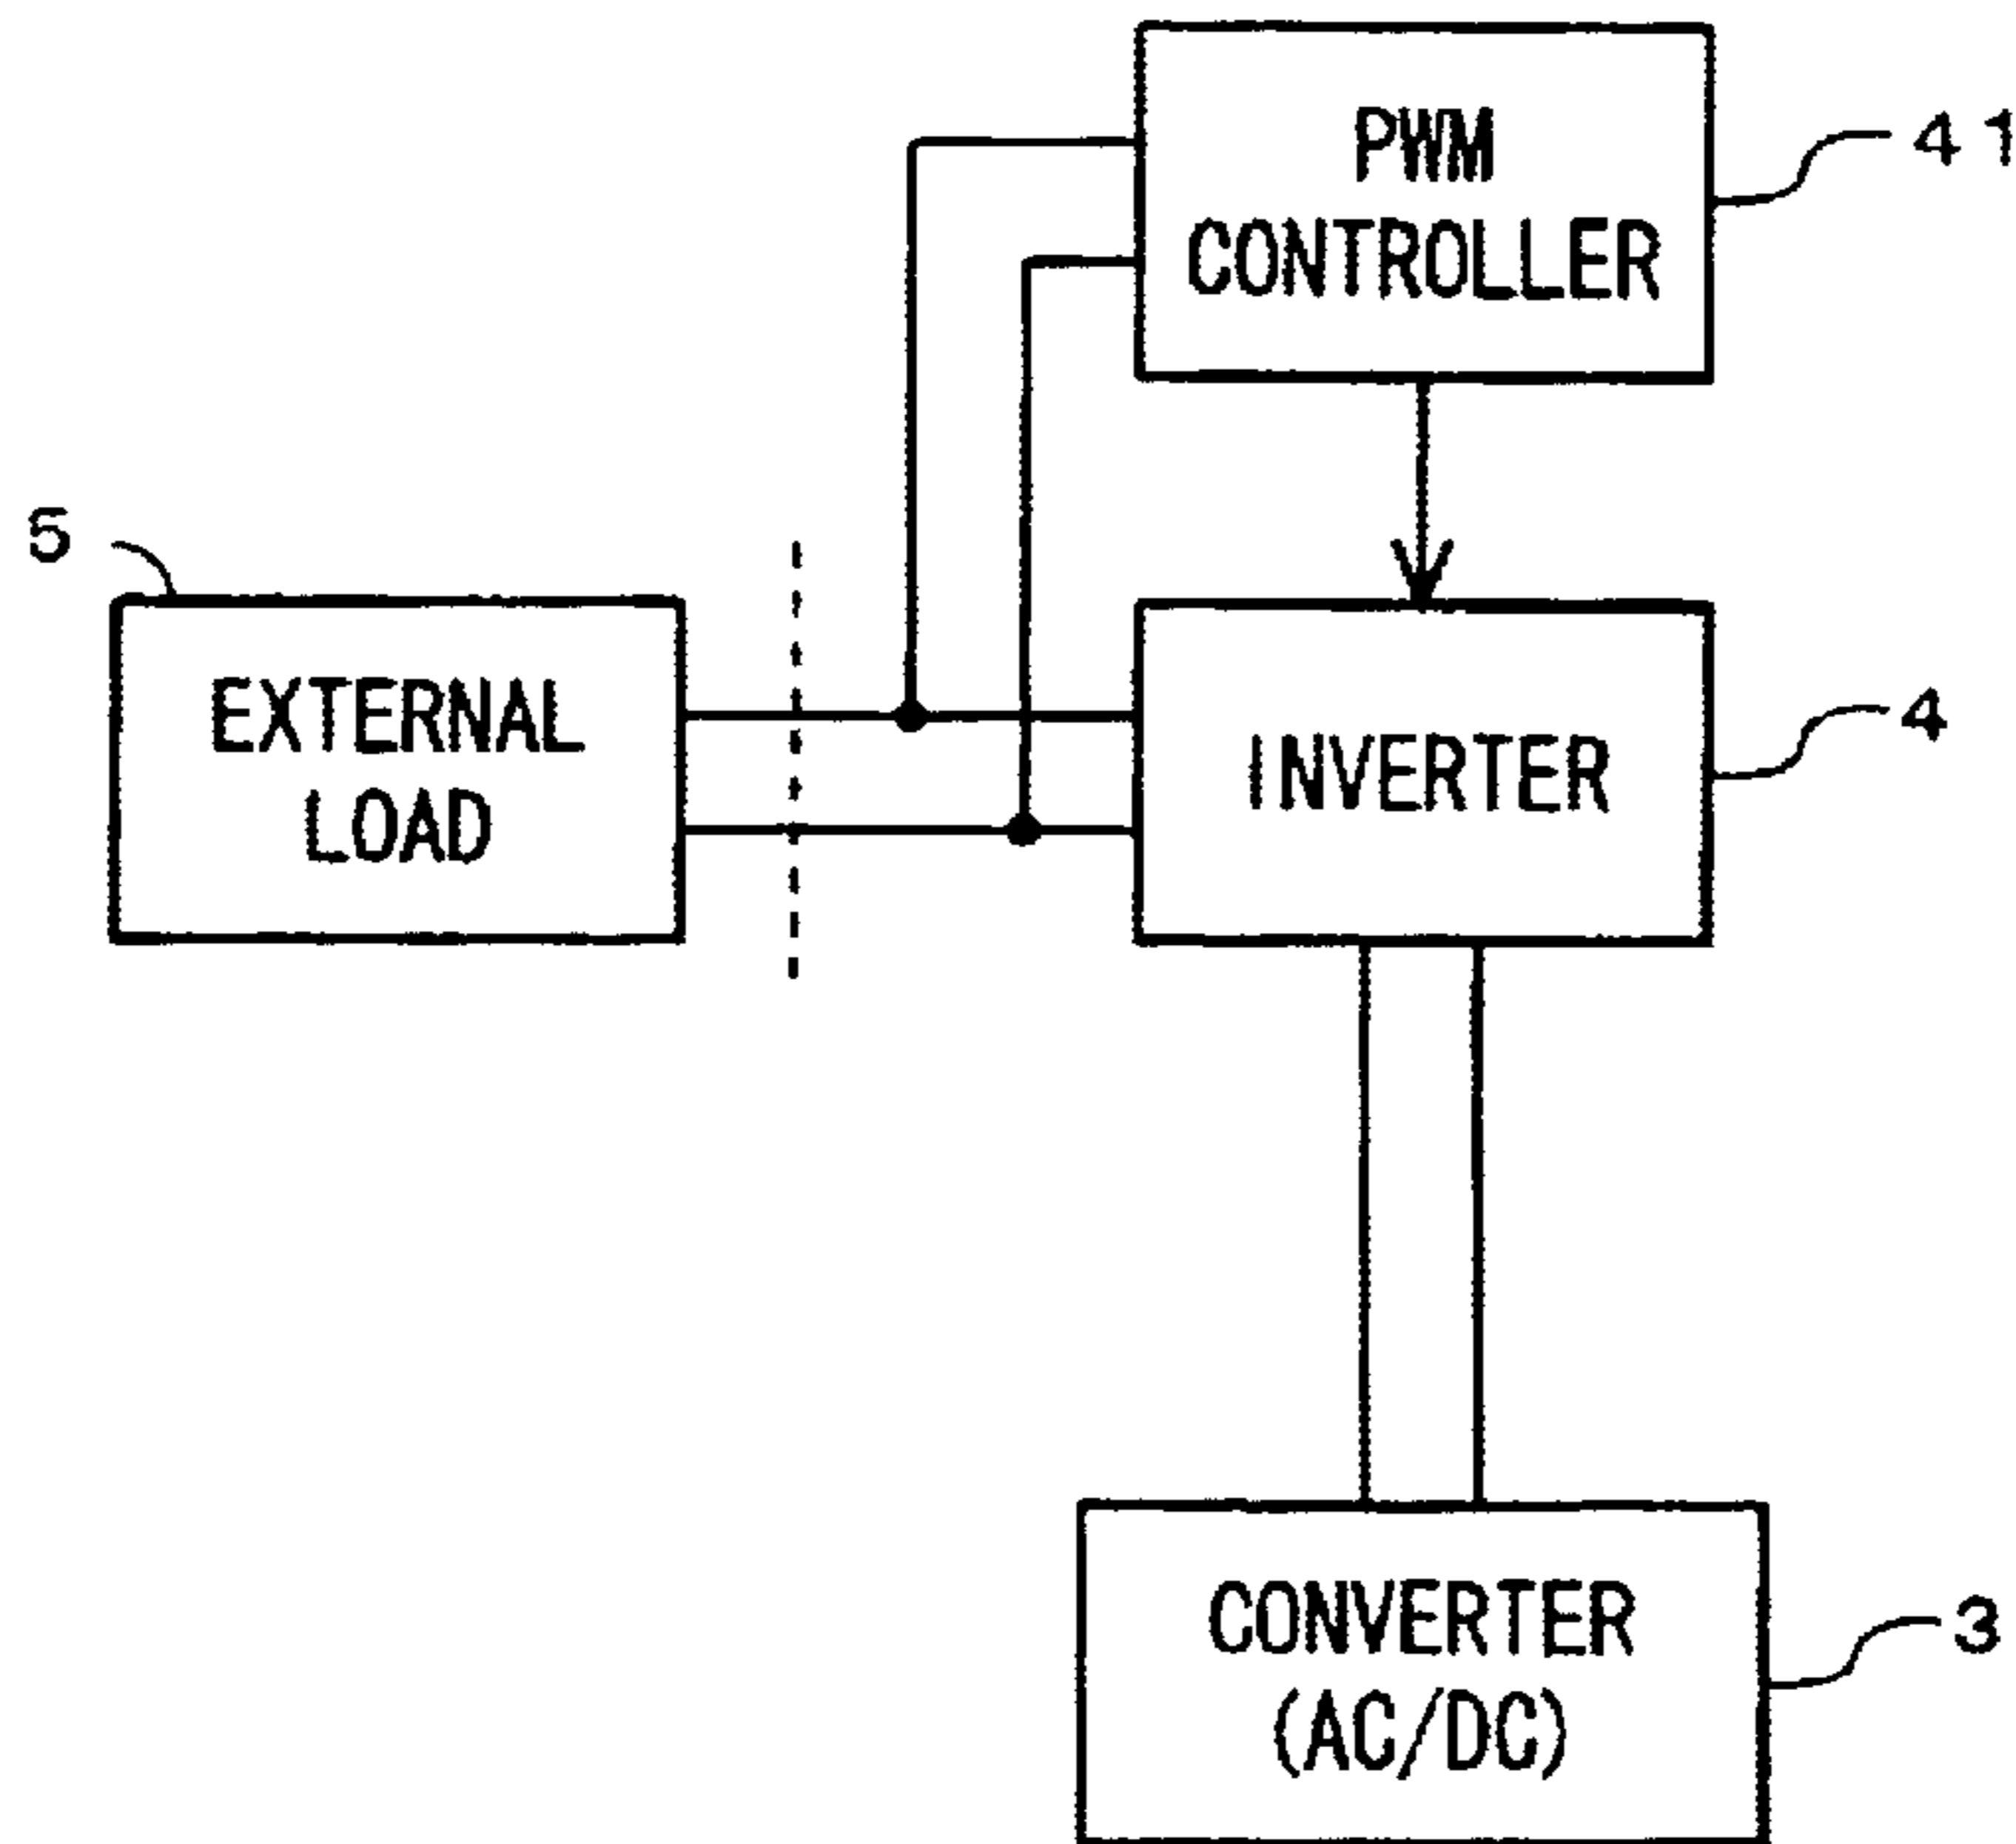 PWM
CONTROLLER
41
5
EXTERNAL
LOAD
INVERTER
4
CONVERTER
(AC/DC)
3